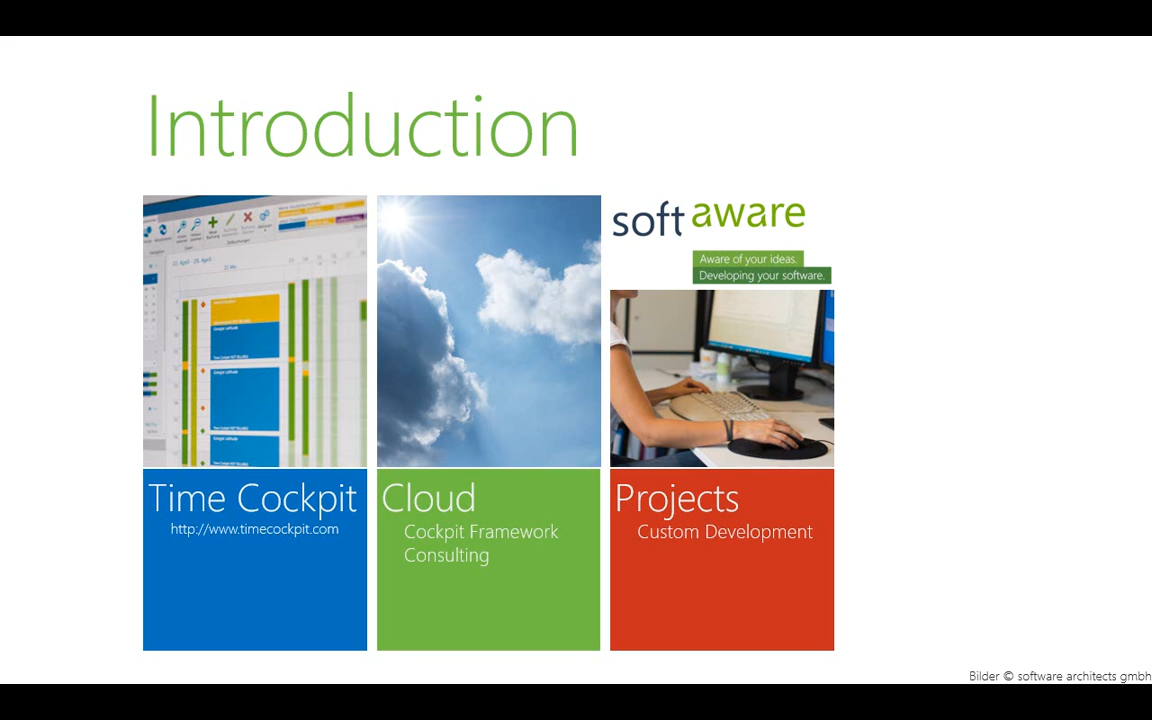 Introduction
soft aware
Aware of your ideas.
Developing your software.
Time Cockpit
http://www.timecockpit.com
Cloud
Cockpit Framework
Consulting
Projects
Custom Development
Bilder © software architects gmbh